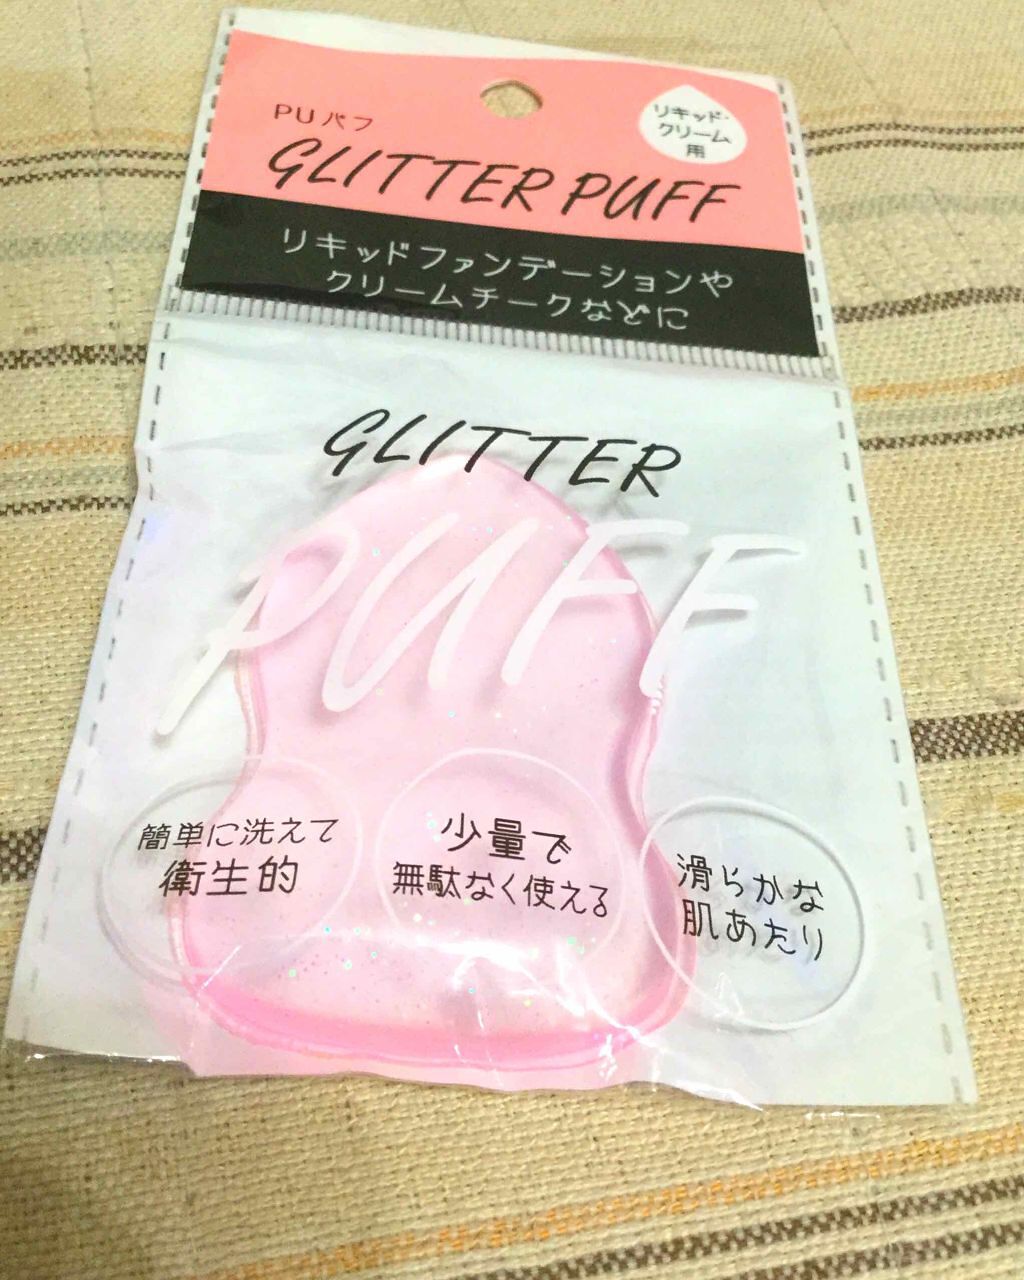 PUパフ
GLITTER PUFF
リキッド・
クリーム
用
リキッドファンデーションや
クリームチークなどに
GLITTER
PUFF
簡単に洗えて
衛生的
少量で
無駄なく使える
滑らかな
肌あたり